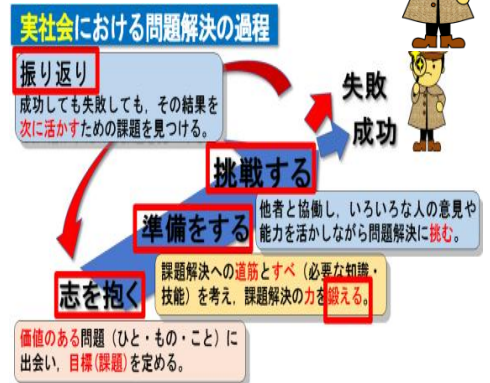 実社会における問題解決の過程
振り返り
成功しても失敗しても，その結果を
次に活かすための課題を見つける。
失敗
成功
挑戦する
他者と協働し，いろいろな人の意見や
能力を活かしながら問題解決に挑む。
準備をする
課題解決への道筋とすべ（必要な知識・
技能）を考え，課題解決の力を鍛える。
志を抱く
価値のある問題（ひと・もの・こと）に
出会い，目標(課題)を定める。